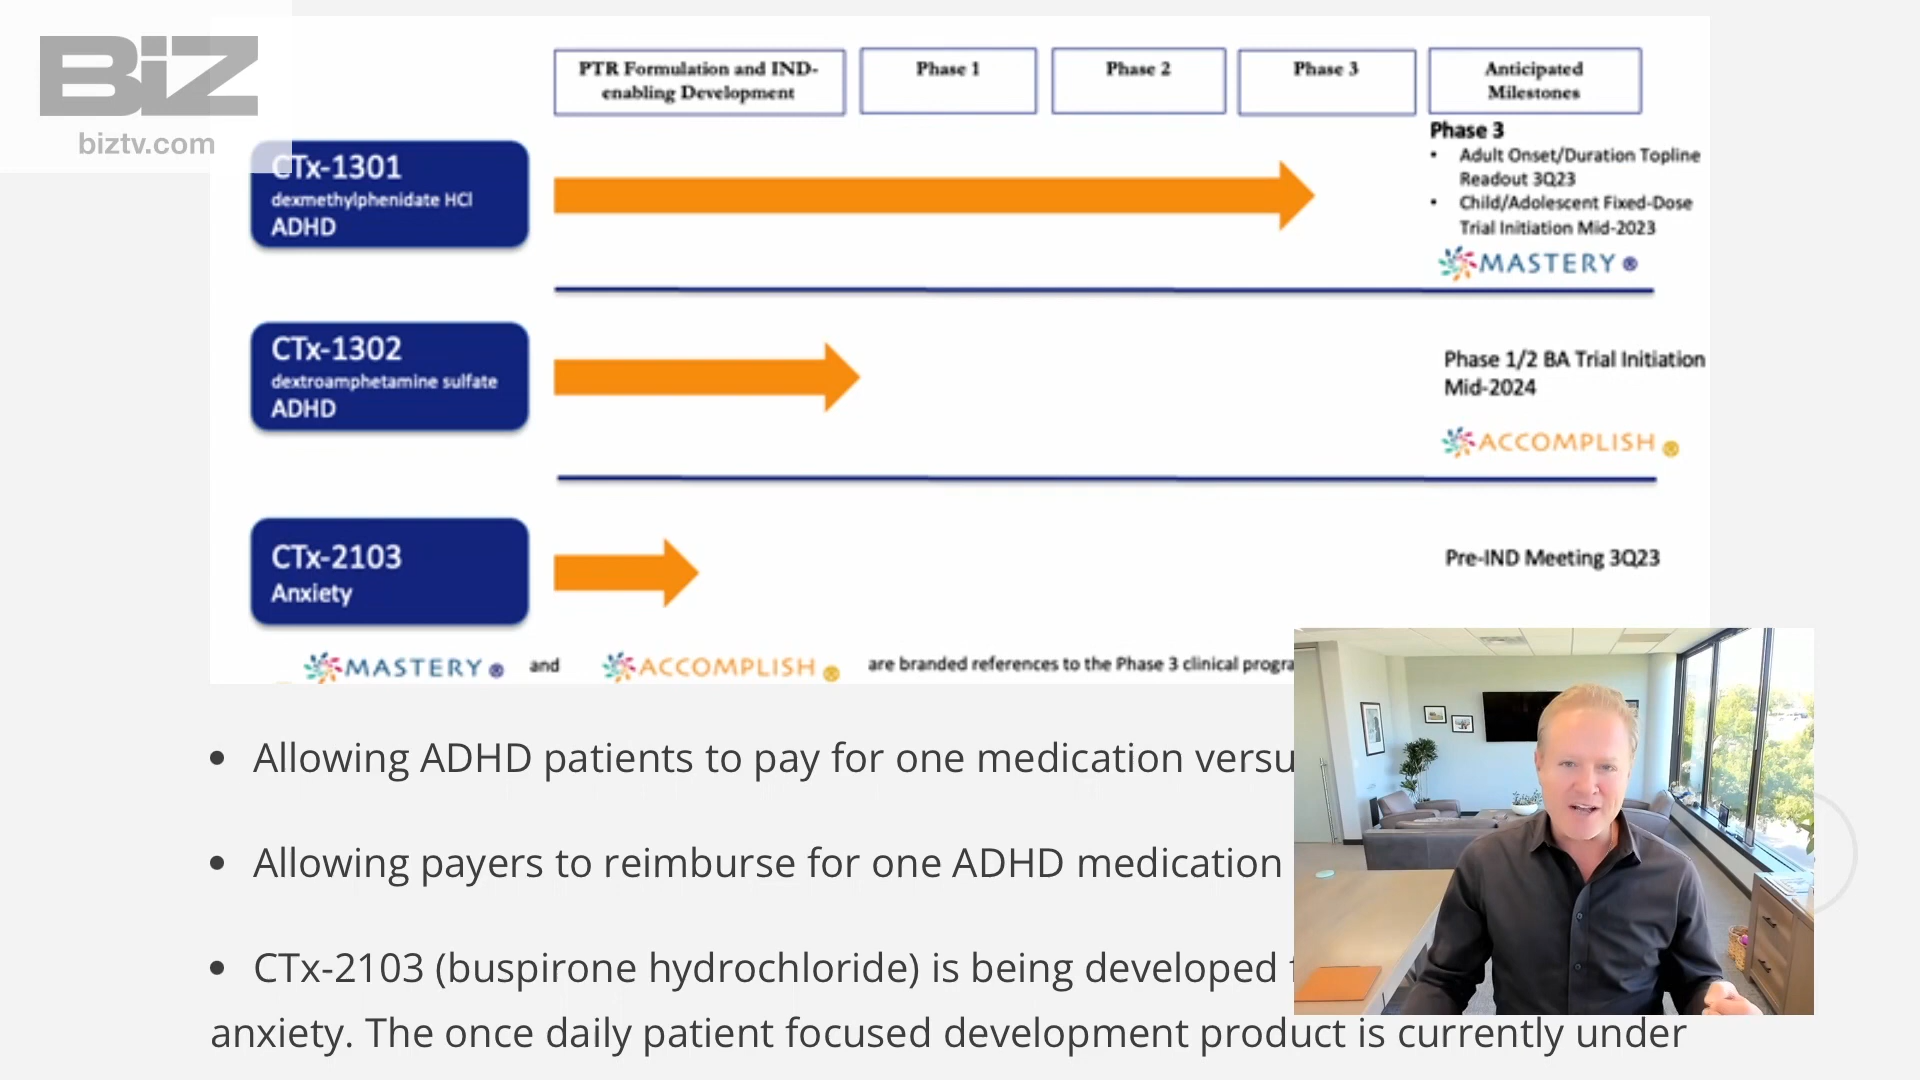 BiZ
biztv.com
PTR Formulation and IND-
enabling Development
Phase 1
Phase 2
Phase 3
Anticipated
Milestones
CTx-1301
dexmethylphenidate HCl
ADHD
Phase 3
• Adult Onset/Duration Topline
Readout 3Q23
• Child/Adolescent Fixed-Dose
Trial Initiation Mid-2023
MASTERY
CTx-1302
dextroamphetamine sulfate
ADHD
Phase 1/2 BA Trial Initiation
Mid-2024
ACCOMPLISH
CTx-2103
Anxiety
Pre-IND Meeting 3Q23
MASTERY and ACCOMPLISH are branded references to the Phase 3 clinical progra
• Allowing ADHD patients to pay for one medication versu
• Allowing payers to reimburse for one ADHD medication
• CTx-2103 (buspirone hydrochloride) is being developed
anxiety. The once daily patient focused development product is currently under